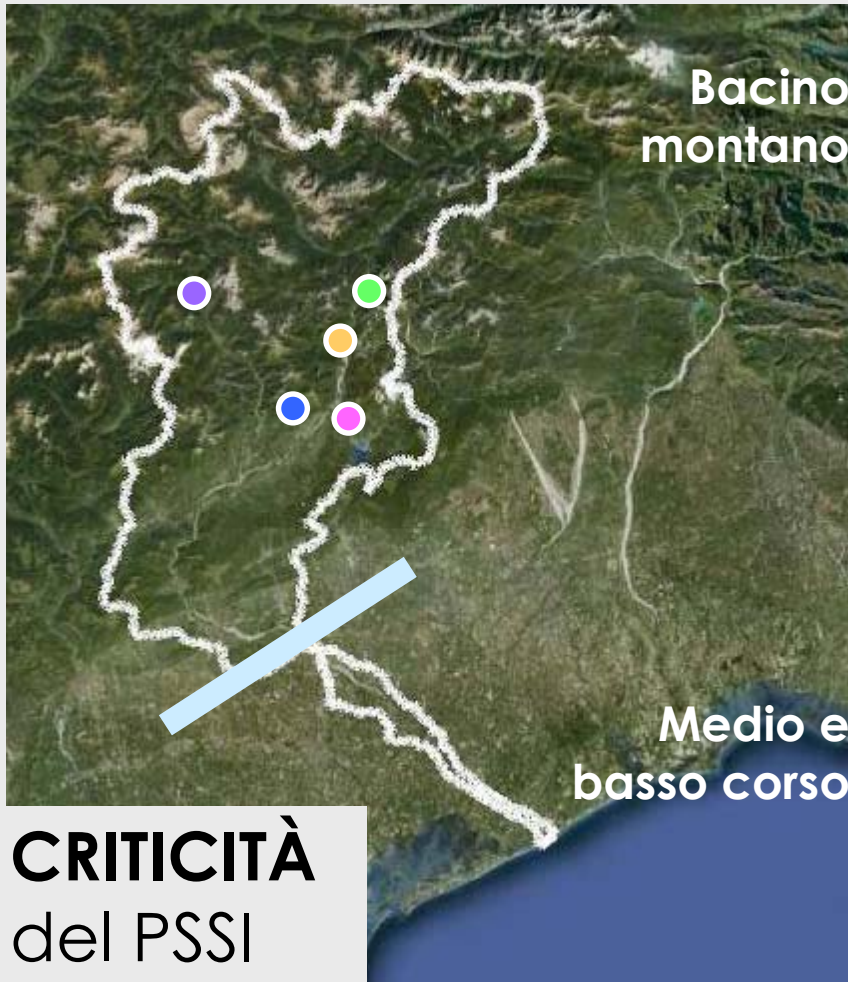 Bacino
montano
Medio e
basso corso
CRITICITÀ
del PSSI